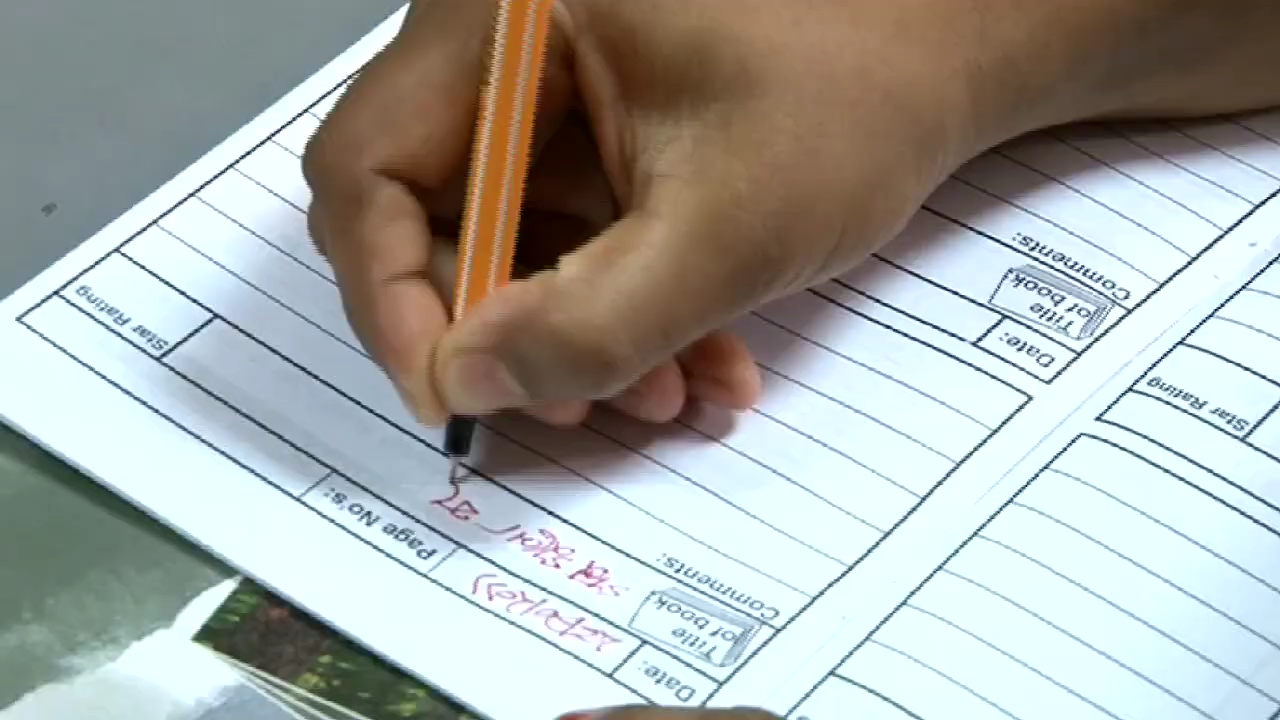 Date:
Page No's:
Star Rating
Title
of book
Comments:
Date:
Title
of book
Comments:
Star Rating